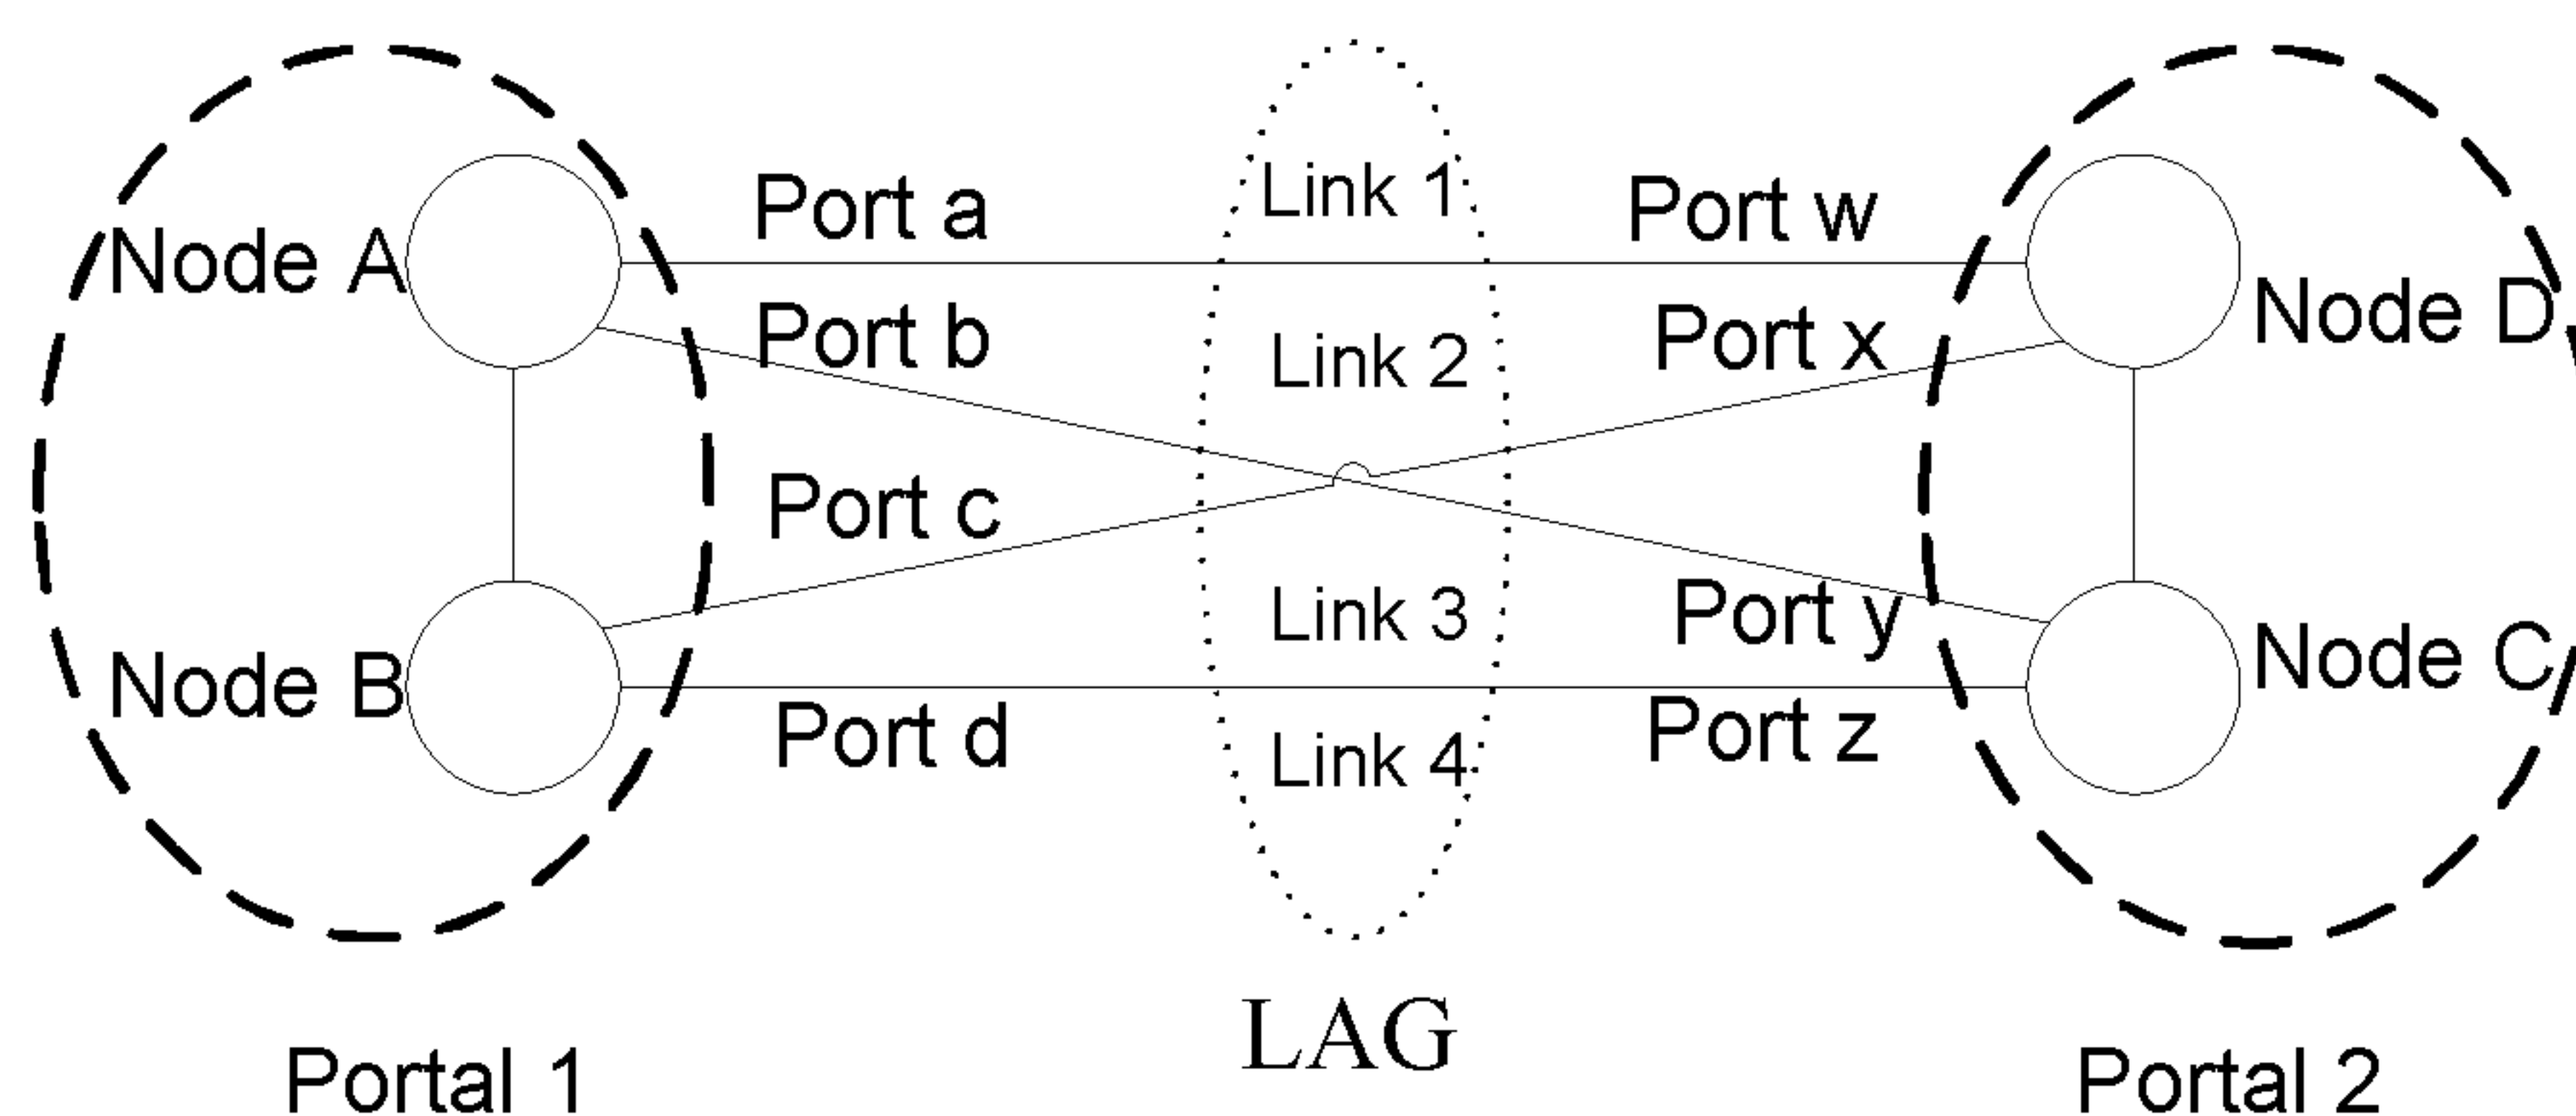 Link 1
Port a
Port w
Node A
Node D
Port b
Link 2
Port x
Port c
Link 3
Port y
Node B
Node C
Port d
Port z
Link 4
LAG
Portal 1
Portal 2